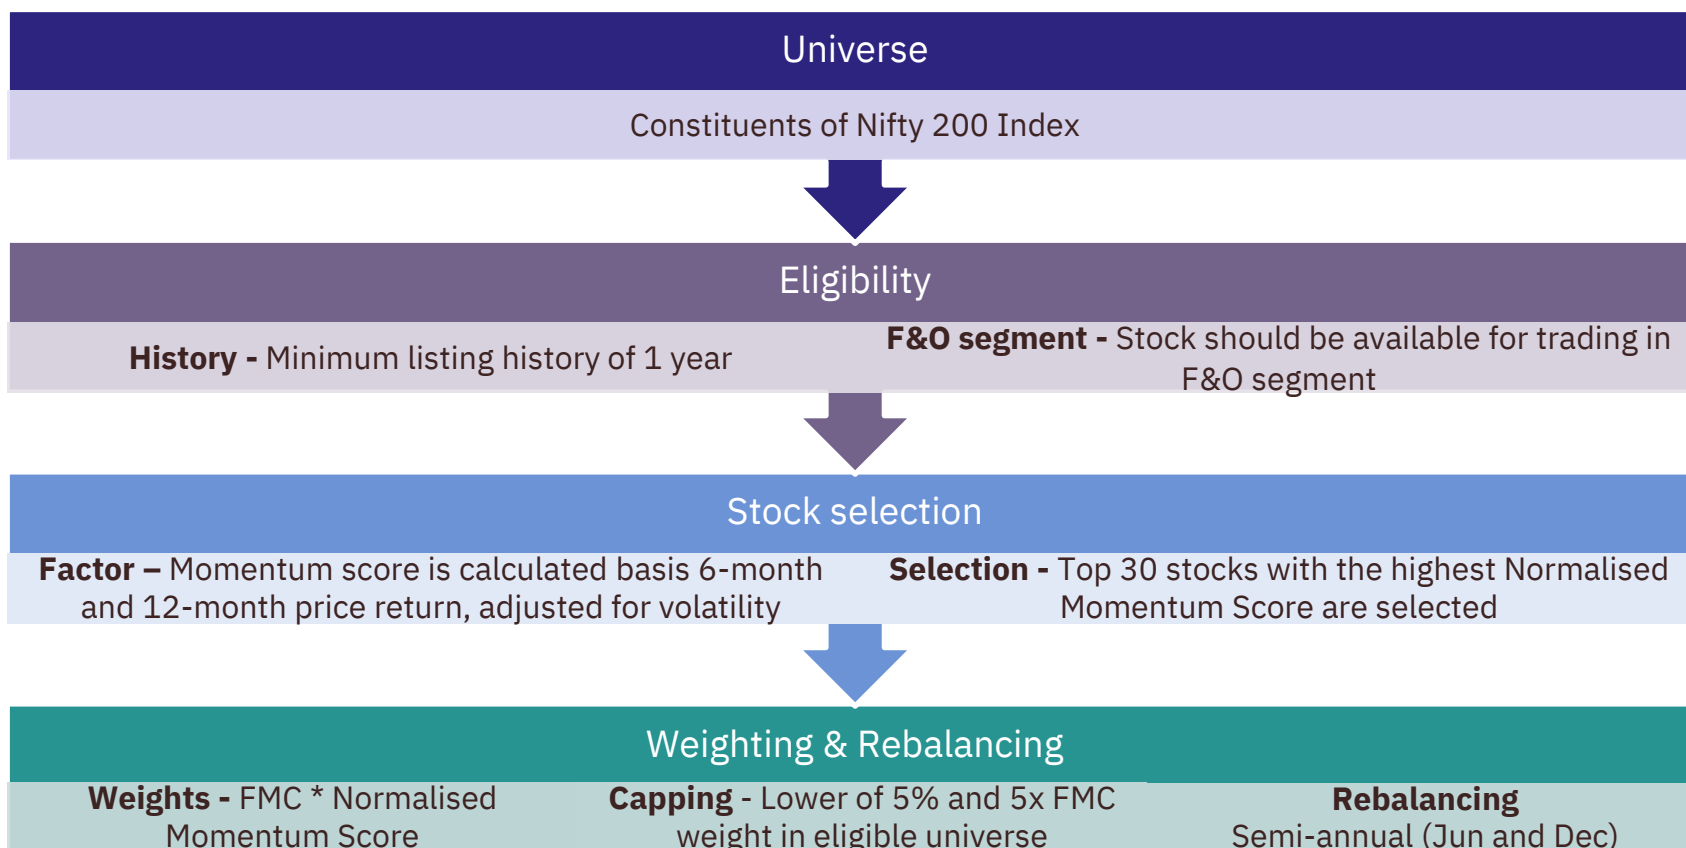 Universe
Constituents of Nifty 200 Index
Eligibility
History - Minimum listing history of 1 year
F&O segment - Stock should be available for trading in
F&O segment
Stock selection
Factor – Momentum score is calculated basis 6-month
and 12-month price return, adjusted for volatility
Selection - Top 30 stocks with the highest Normalised
Momentum Score are selected
Weighting & Rebalancing
Weights - FMC * Normalised
Momentum Score
Capping - Lower of 5% and 5x FMC
weight in eligible universe
Rebalancing
Semi-annual (Jun and Dec)